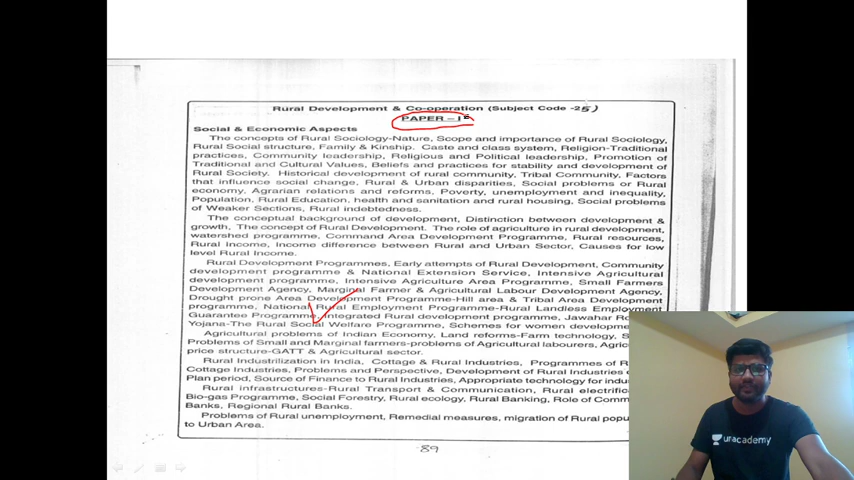 Rural Development & Co-operation (Subject Code -25)
PAPER – I
Social & Economic Aspects
The concepts of Rural Sociology-Nature, Scope and importance of Rural Sociology,
Rural Social structure, Family & Kinship. Caste and class system, Religion-Traditional
practices, Community leadership, Religious and Political leadership, Promotion of
Traditional and Cultural Values, Beliefs and practices for stability and development of
Rural Society. Historical development of rural community, Tribal Community, Factors
that influence social change, Rural & Urban disparities, Social problems or Rural
economy, Agrarian relations and reforms, Poverty, unemployment and inequality,
Population, Rural Education, health and sanitation and rural housing, Social problems
of Weaker Sections, Rural indebtedness.
The conceptual background of development, Distinction between development &
growth, The concept of Rural Development. The role of agriculture in rural development,
watershed programme, Command Area Development Programme, Rural resources,
Rural Income, Income difference between Rural and Urban Sector, Causes for low
level Rural Income.
Rural Development Programmes, Early attempts of Rural Development, Community
development programme & National Extension Service, Intensive Agricultural
development programme, Intensive Agriculture Area Programme, Small Farmers
Development Agency, Marginal Farmer & Agricultural Labour Development Agency,
Drought prone Area Development Programme-Hill area & Tribal Area Development
programme, National Rural Employment Programme-Rural Landless Employment
Guarantee Programme, Integrated Rural development programme, Jawahar
Yojana-The Rural Social Welfare Programme, Schemes for women
Agricultural problems of Indian Economy, Land reforms-Farm technology,
Problems of Small and Marginal farmers-problems of Agricultural labourers,
price structure-GATT & Agricultural sector.
Rural Industrilization in India, Cottage & Rural Industries, Programmes of
Cottage Industries, Problems and Perspective, Development of Rural Industries
Plan period, Source of Finance to Rural Industries, Appropriate technology for
Rural infrastructures-Rural Transport & Communication, Rural
Bio-gas Programme, Social Forestry, Rural ecology, Rural Banking, Role of
Banks, Regional Rural Banks.
Problems of Rural unemployment, Remedial measures, migration of Rural
to Urban Area.
89
uracademy